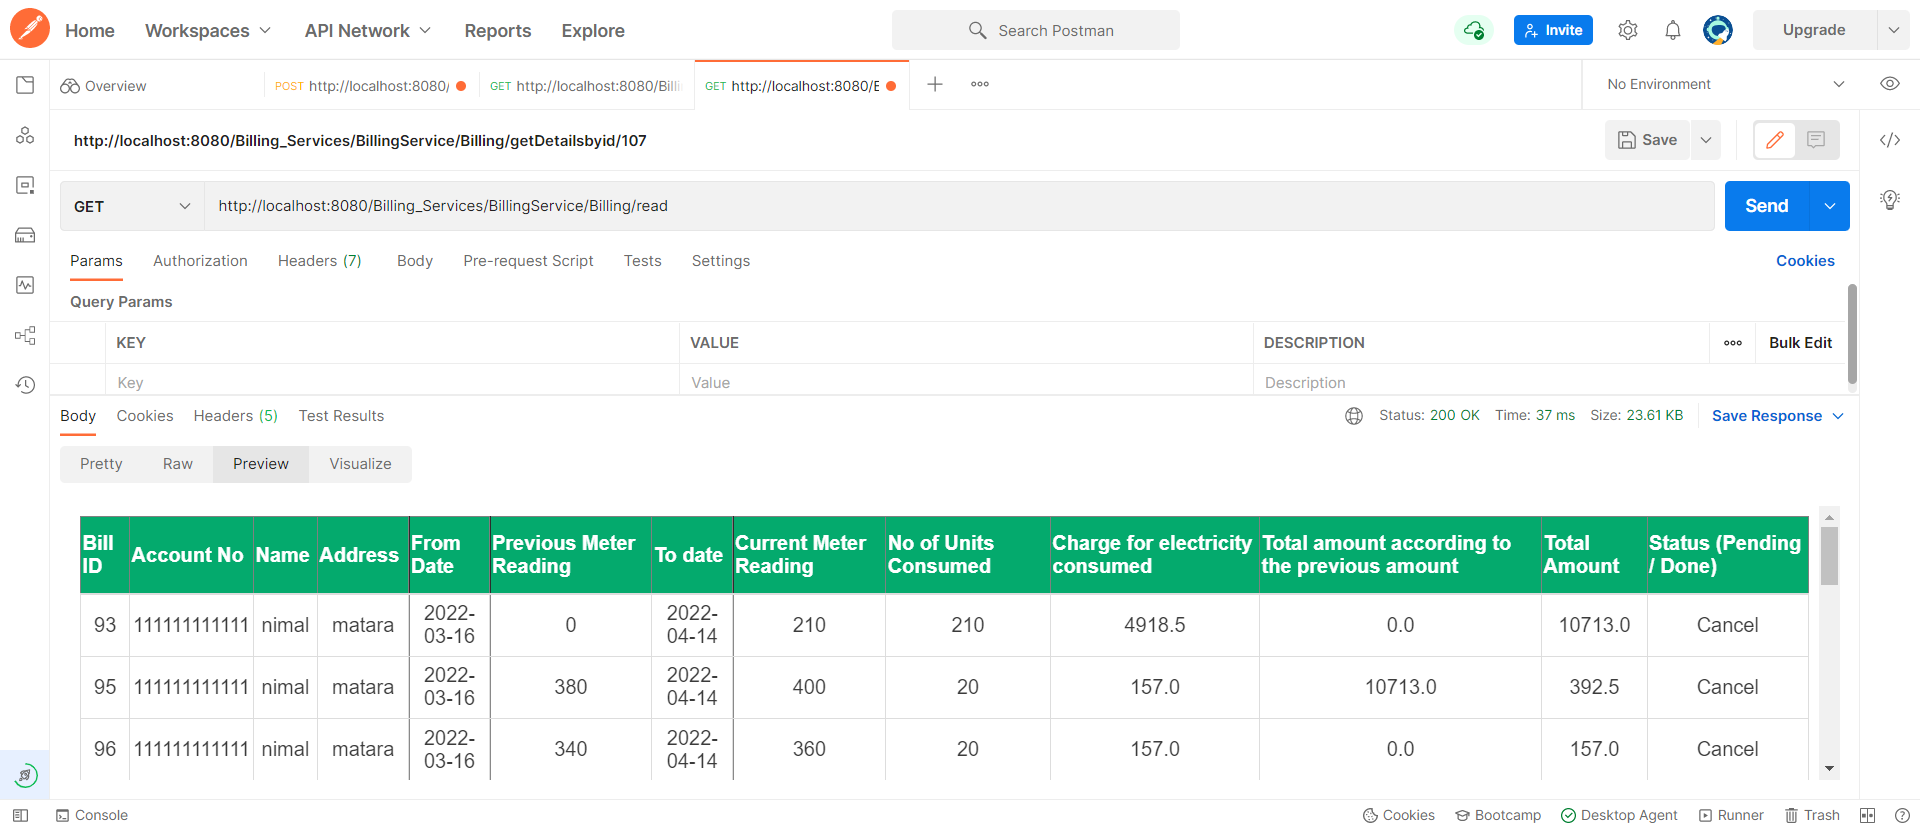 Home Workspaces API Network Reports Explore Search Postman Invite Upgrade
Overview POST http://localhost:8080/ GET http://localhost:8080/Billi GET http://localhost:8080/E No Environment
http://localhost:8080/Billing_Services/BillingService/Billing/getDetailsbyid/107 Save
GET http://localhost:8080/Billing_Services/BillingService/Billing/read Send
Params Authorization Headers (7) Body Pre-request Script Tests Settings Cookies
Query Params
KEY VALUE DESCRIPTION Bulk Edit
Key Value Description
Body Cookies Headers (5) Test Results Status: 200 OK Time: 37 ms Size: 23.61 KB Save Response
Pretty Raw Preview Visualize
Bill ID Account No Name Address From Date Previous Meter Reading To date Current Meter Reading No of Units Consumed Charge for electricity consumed Total amount according to the previous amount Total Amount Status (Pending / Done)
93 111111111111 nimal matara 2022-03-16 0 2022-04-14 210 210 4918.5 0.0 10713.0 Cancel
95 111111111111 nimal matara 2022-03-16 380 2022-04-14 400 20 157.0 10713.0 392.5 Cancel
96 111111111111 nimal matara 2022-03-16 340 2022-04-14 360 20 157.0 0.0 157.0 Cancel
Console Cookies Bootcamp Desktop Agent Runner Trash